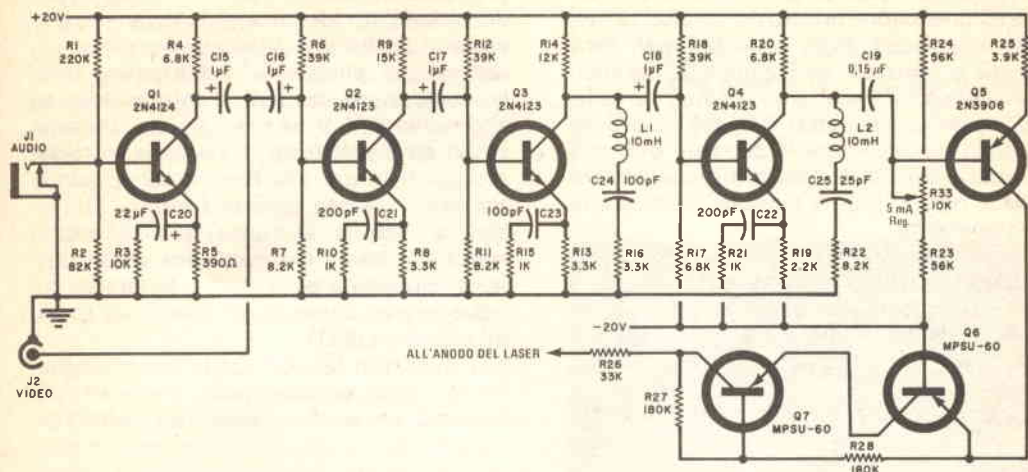 +20V
R1
220K
R4
6.8K
C15
1µF
C16
1µF
R6
39K
R9
15K
C17
1µF
R12
39K
R14
12K
C18
1µF
R18
39K
R20
6.8K
C19
0,15 µF
R24
56K
R25
3.9K
Q1
2N4124
Q2
2N4123
Q3
2N4123
Q4
2N4123
Q5
2N3906
J1
AUDIO
L1
10mH
L2
10mH
C24
100pF
C25
25pF
R33
10K
5 mA
Reg.
22µF
C20
200pF
C21
100pF
C23
200pF
C22
R2
82K
R3
10K
R5
390Ω
R7
8.2K
R10
1K
R8
3.3K
R11
8.2K
R15
1K
R13
3.3K
R16
3.3K
R17
6.8K
R21
1K
R19
2.2K
R22
8.2K
R23
56K
-20V
J2
VIDEO
ALL'ANODO DEL LASER
R26
33K
R27
180K
Q7
MPSU-60
Q6
MPSU-60
R28
180K